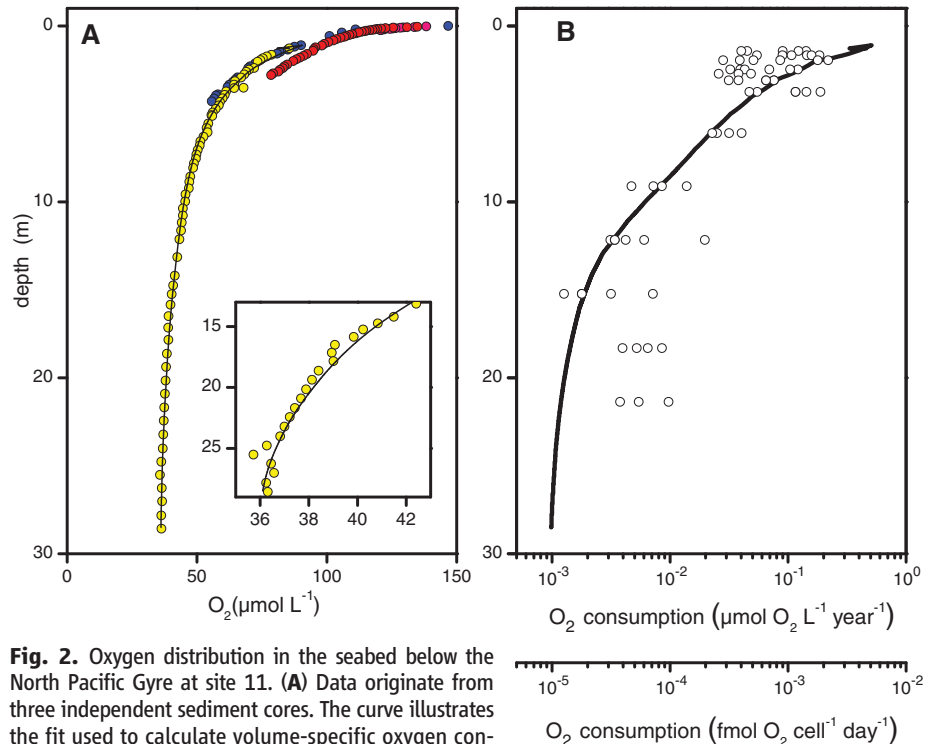 A
B
0
10
20
30
depth (m)
15
20
25
36 38 40 42
0 50 100 150
O₂(µmol L⁻¹)
0
10
20
30
10⁻³ 10⁻² 10⁻¹ 10⁰
O₂ consumption (µmol O₂ L⁻¹ year⁻¹)
10⁻⁵ 10⁻⁴ 10⁻³ 10⁻²
O₂ consumption (fmol O₂ cell⁻¹ day⁻¹)
Fig. 2. Oxygen distribution in the seabed below the
North Pacific Gyre at site 11. (A) Data originate from
three independent sediment cores. The curve illustrates
the fit used to calculate volume-specific oxygen con-